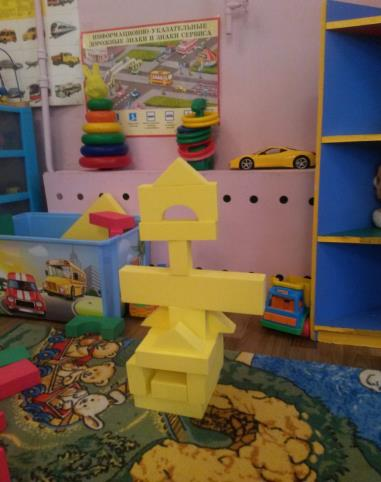 ИНФОРМАЦИОННО-УКАЗАТЕЛЬНЫЕ
ДОРОЖНЫЕ ЗНАКИ И ЗНАКИ СЕРВИСА